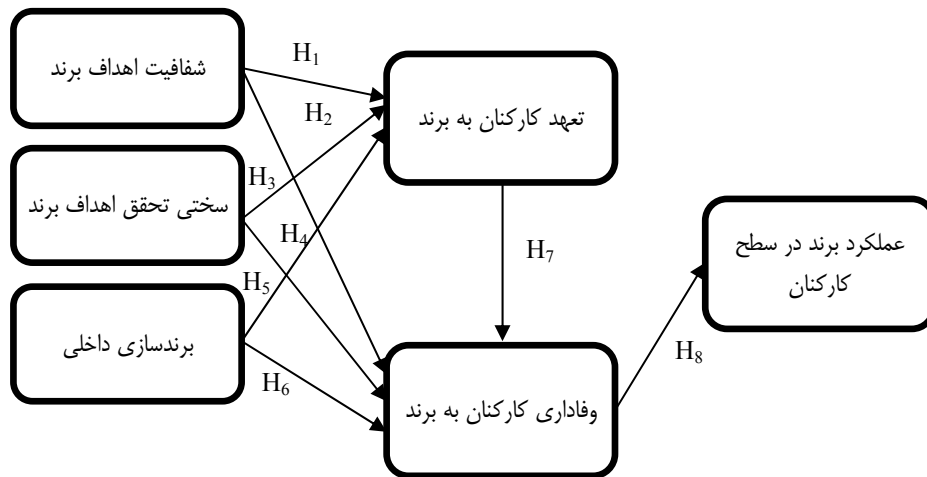 شفافیت اهداف برند
سختی تحقق اهداف برند
برندسازی داخلی
H1
H2
H3
H4
H5
H6
تعهد کارکنان به برند
H7
وفاداری کارکنان به برند
H8
عملکرد برند در سطح
کارکنان